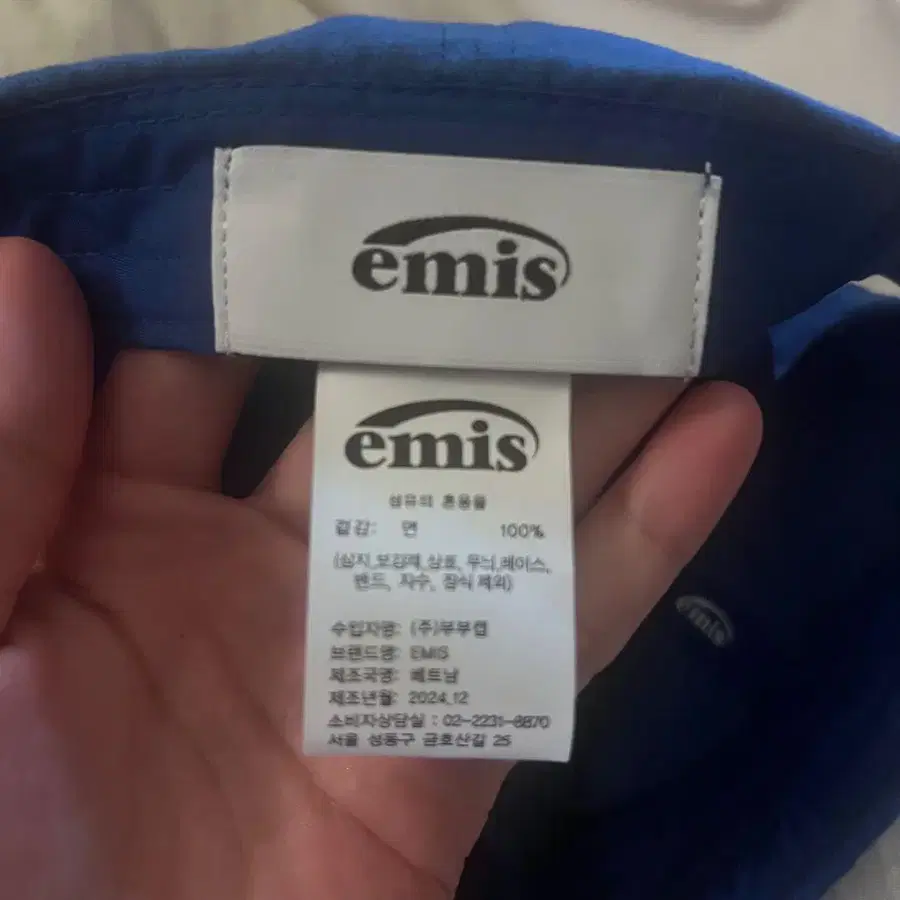 emis
emis
섬유의 혼용율
겉감: 면 100%
(심지,보강재,상표,무늬,레이스,
밴드, 자수, 장식 제외)
수입자명: (주)부부캡
브랜드명: EMIS
제조국명: 베트남
제조년월: 2024.12
소비자상담실 : 02-2231-8870
서울 성동구 금호산길 25
emis